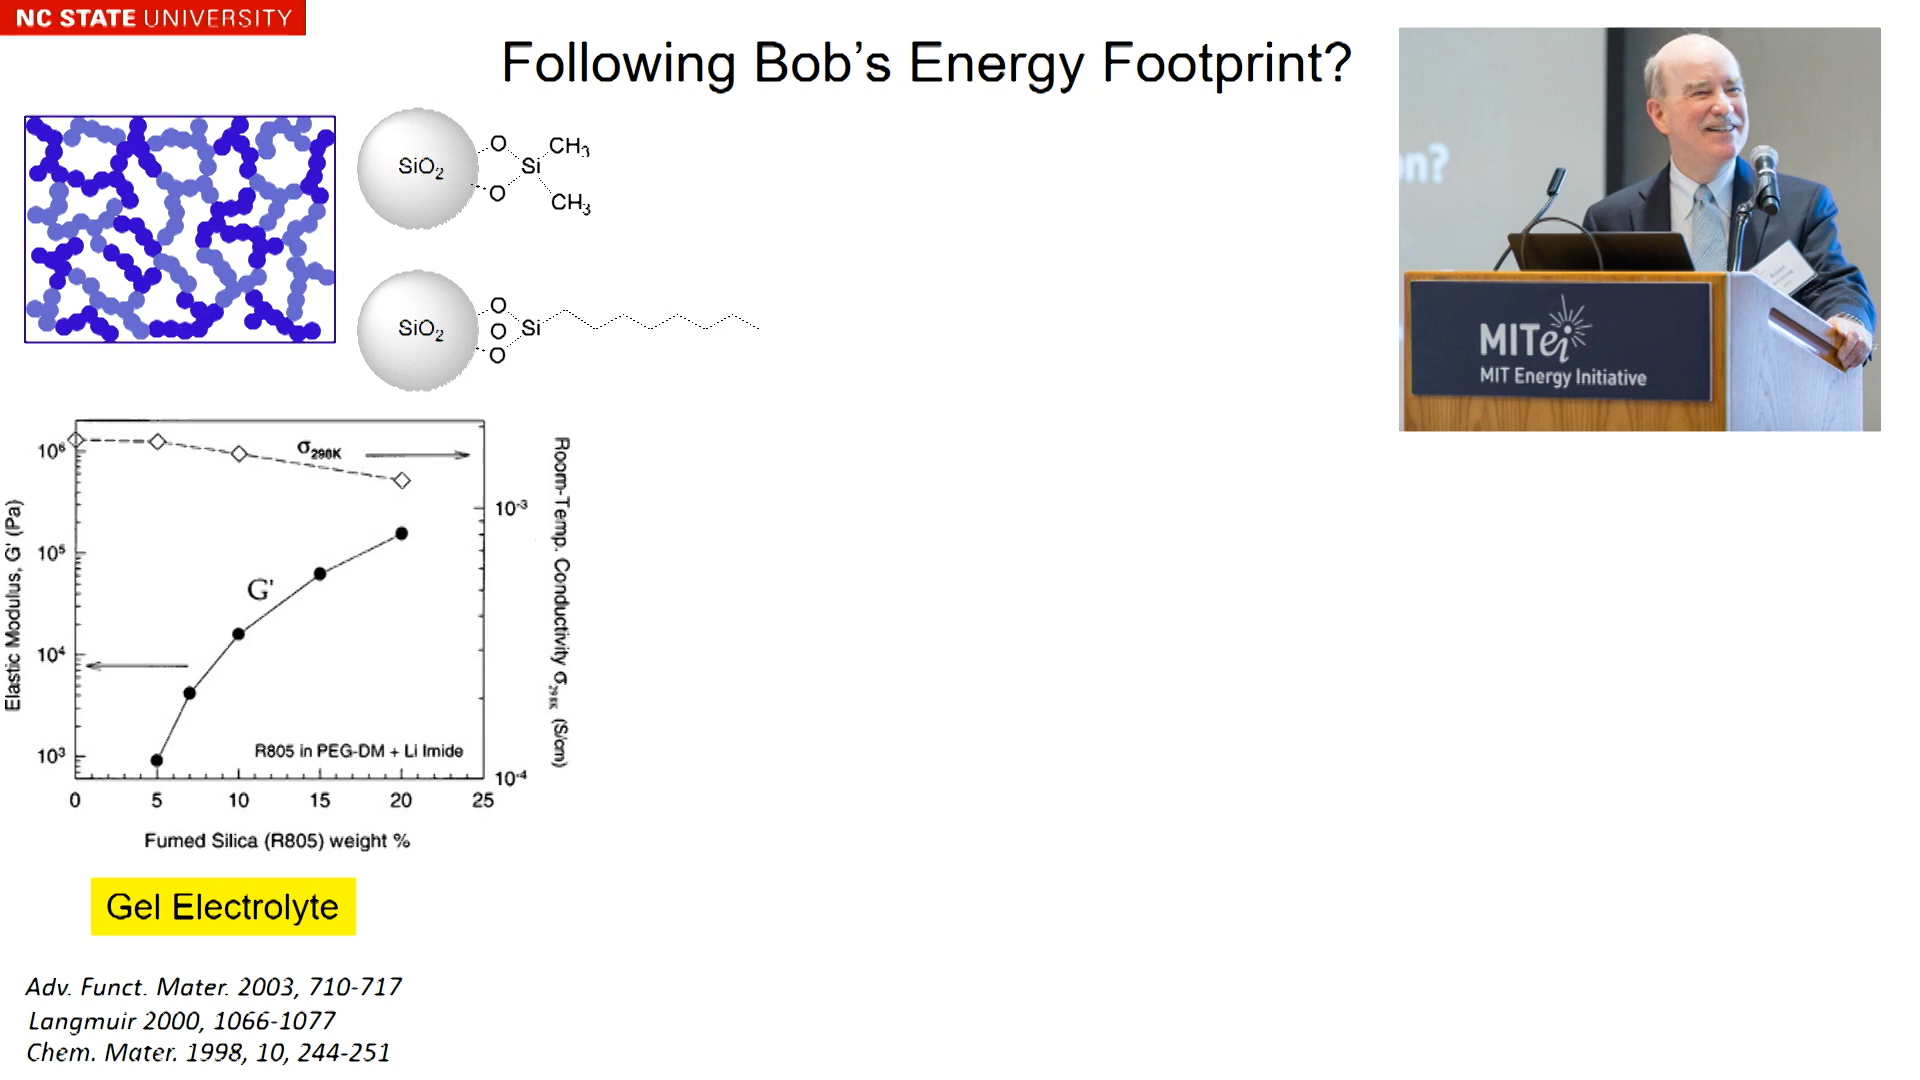 NC STATE UNIVERSITY
Following Bob's Energy Footprint?
SiO2
O
O
Si
CH3
CH3
SiO2
O
O
O
Si
n?
MITei
MIT Energy Initiative
σ298K
G'
R805 in PEG-DM + Li Imide
Elastic Modulus, G' (Pa)
10⁶
10⁵
10⁴
10³
Room-Temp. Conductivity σ298K (S/cm)
10⁻³
10⁻⁴
0 5 10 15 20 25
Fumed Silica (R805) weight %
Gel Electrolyte
Adv. Funct. Mater. 2003, 710-717
Langmuir 2000, 1066-1077
Chem. Mater. 1998, 10, 244-251